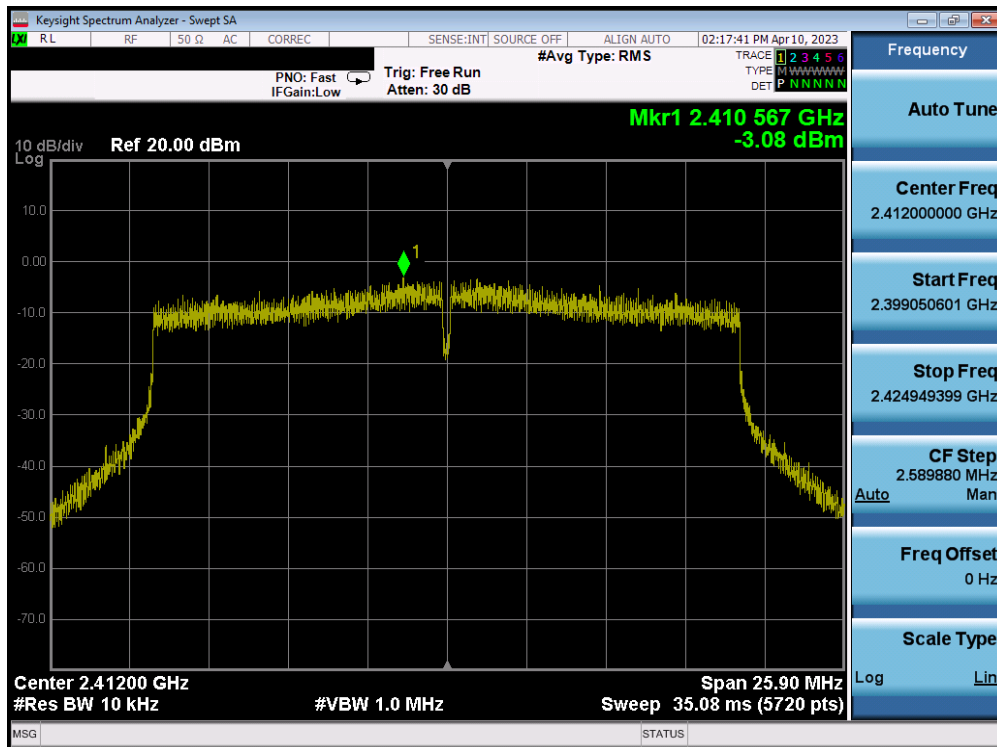 Keysight Spectrum Analyzer - Swept SA
LXI RL RF 50 Ω AC CORREC SENSE:INT SOURCE OFF ALIGN AUTO 02:17:41 PM Apr 10, 2023
Frequency
#Avg Type: RMS
TRACE 1 2 3 4 5 6
PNO: Fast Trig: Free Run
TYPE M WWWWW
IFGain:Low Atten: 30 dB
DET P N N N N N
Auto Tune
Mkr1 2.410 567 GHz
-3.08 dBm
10 dB/div Ref 20.00 dBm
Log
1
10.0
0.00
-10.0
-20.0
-30.0
-40.0
-50.0
-60.0
-70.0
Center Freq
2.412000000 GHz
Start Freq
2.399050601 GHz
Stop Freq
2.424949399 GHz
CF Step
2.589880 MHz
Auto Man
Freq Offset
0 Hz
Scale Type
Log Lin
Center 2.41200 GHz Span 25.90 MHz
#Res BW 10 kHz #VBW 1.0 MHz Sweep 35.08 ms (5720 pts)
MSG STATUS